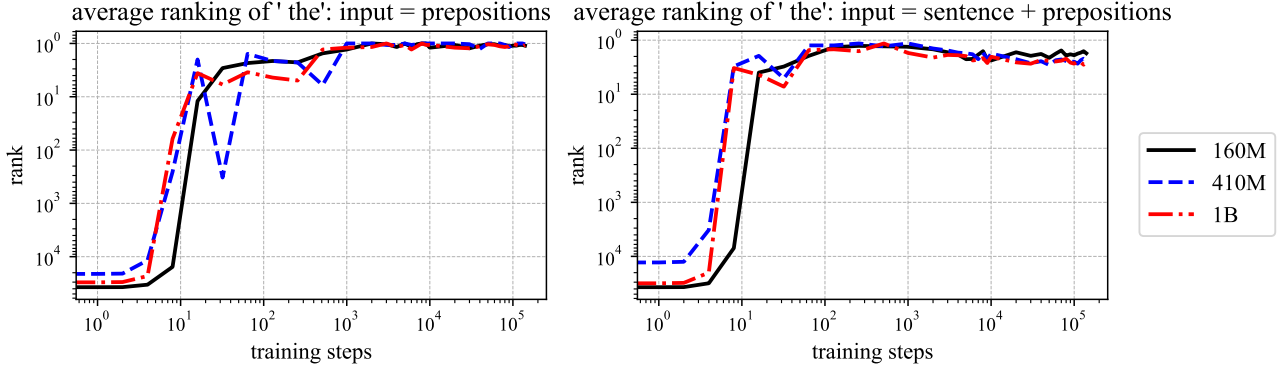 average ranking of ' the': input = prepositions
10⁰
10¹
10²
10³
10⁴
rank
10⁰ 10¹ 10² 10³ 10⁴ 10⁵
training steps
average ranking of ' the': input = sentence + prepositions
10⁰
10¹
10²
10³
10⁴
rank
10⁰ 10¹ 10² 10³ 10⁴ 10⁵
training steps
160M
410M
1B